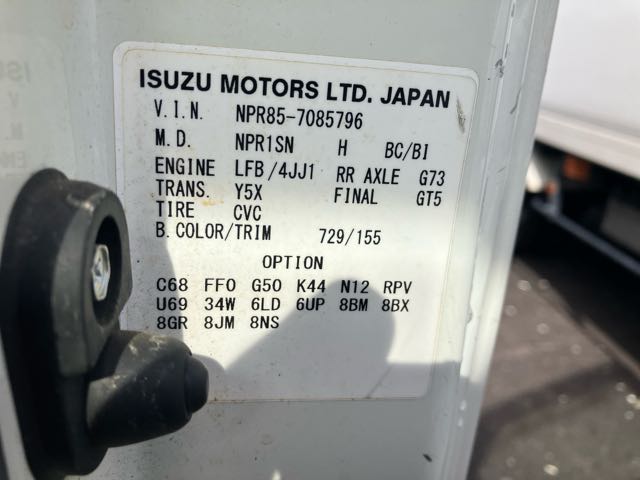 ISUZU MOTORS LTD. JAPAN
V.I.N. NPR85-7085796
M.D. NPR1SN H BC/BI
ENGINE LFB/4JJ1 RR AXLE G73
TRANS. Y5X FINAL GT5
TIRE CVC
B. COLOR/TRIM 729/155
OPTION
C68 FFO G50 K44 N12 RPV
U69 34W 6LD 6UP 8BM 8BX
8GR 8JM 8NS